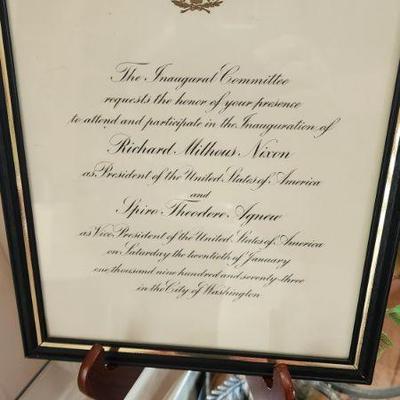 The Inaugural Committee
requests the honor of your presence
to attend and participate in the Inauguration of
Richard Milhous Nixon
as President of the United States of America
and
Spiro Theodore Agnew
as Vice President of the United States of America
on Saturday the twentieth of January
one thousand nine hundred and seventy-three
in the City of Washington